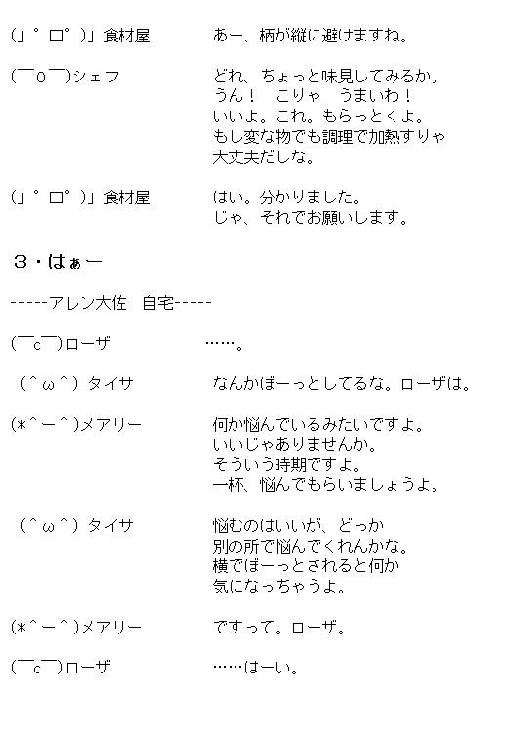 (」゜ロ゜)」食材屋　あー、柄が縦に避けますね。
(￣０￣)シェフ　どれ、ちょっと味見してみるか。
うん！　こりゃ　うまいわ！
いいよ。これ。もらっとくよ。
もし変な物でも調理で加熱すりゃ
大丈夫だしな。
(」゜ロ゜)」食材屋　はい。分かりました。
じゃ、それでお願いします。
３・はぁー
-----アレン大佐　自宅-----
(￣c￣)ローザ　……。
（＾ω＾）タイサ　なんかぼーっとしてるな。ローザは。
(*＾ー＾)メアリー　何か悩んでいるみたいですよ。
いいじゃありませんか。
そういう時期ですよ。
一杯、悩んでもらいましょうよ。
（＾ω＾）タイサ　悩むのはいいが、どっか
別の所で悩んでくれんかな。
横でぼーっとされると何か
気になっちゃうよ。
(*＾ー＾)メアリー　ですって。ローザ。
(￣c￣)ローザ　……はーい。